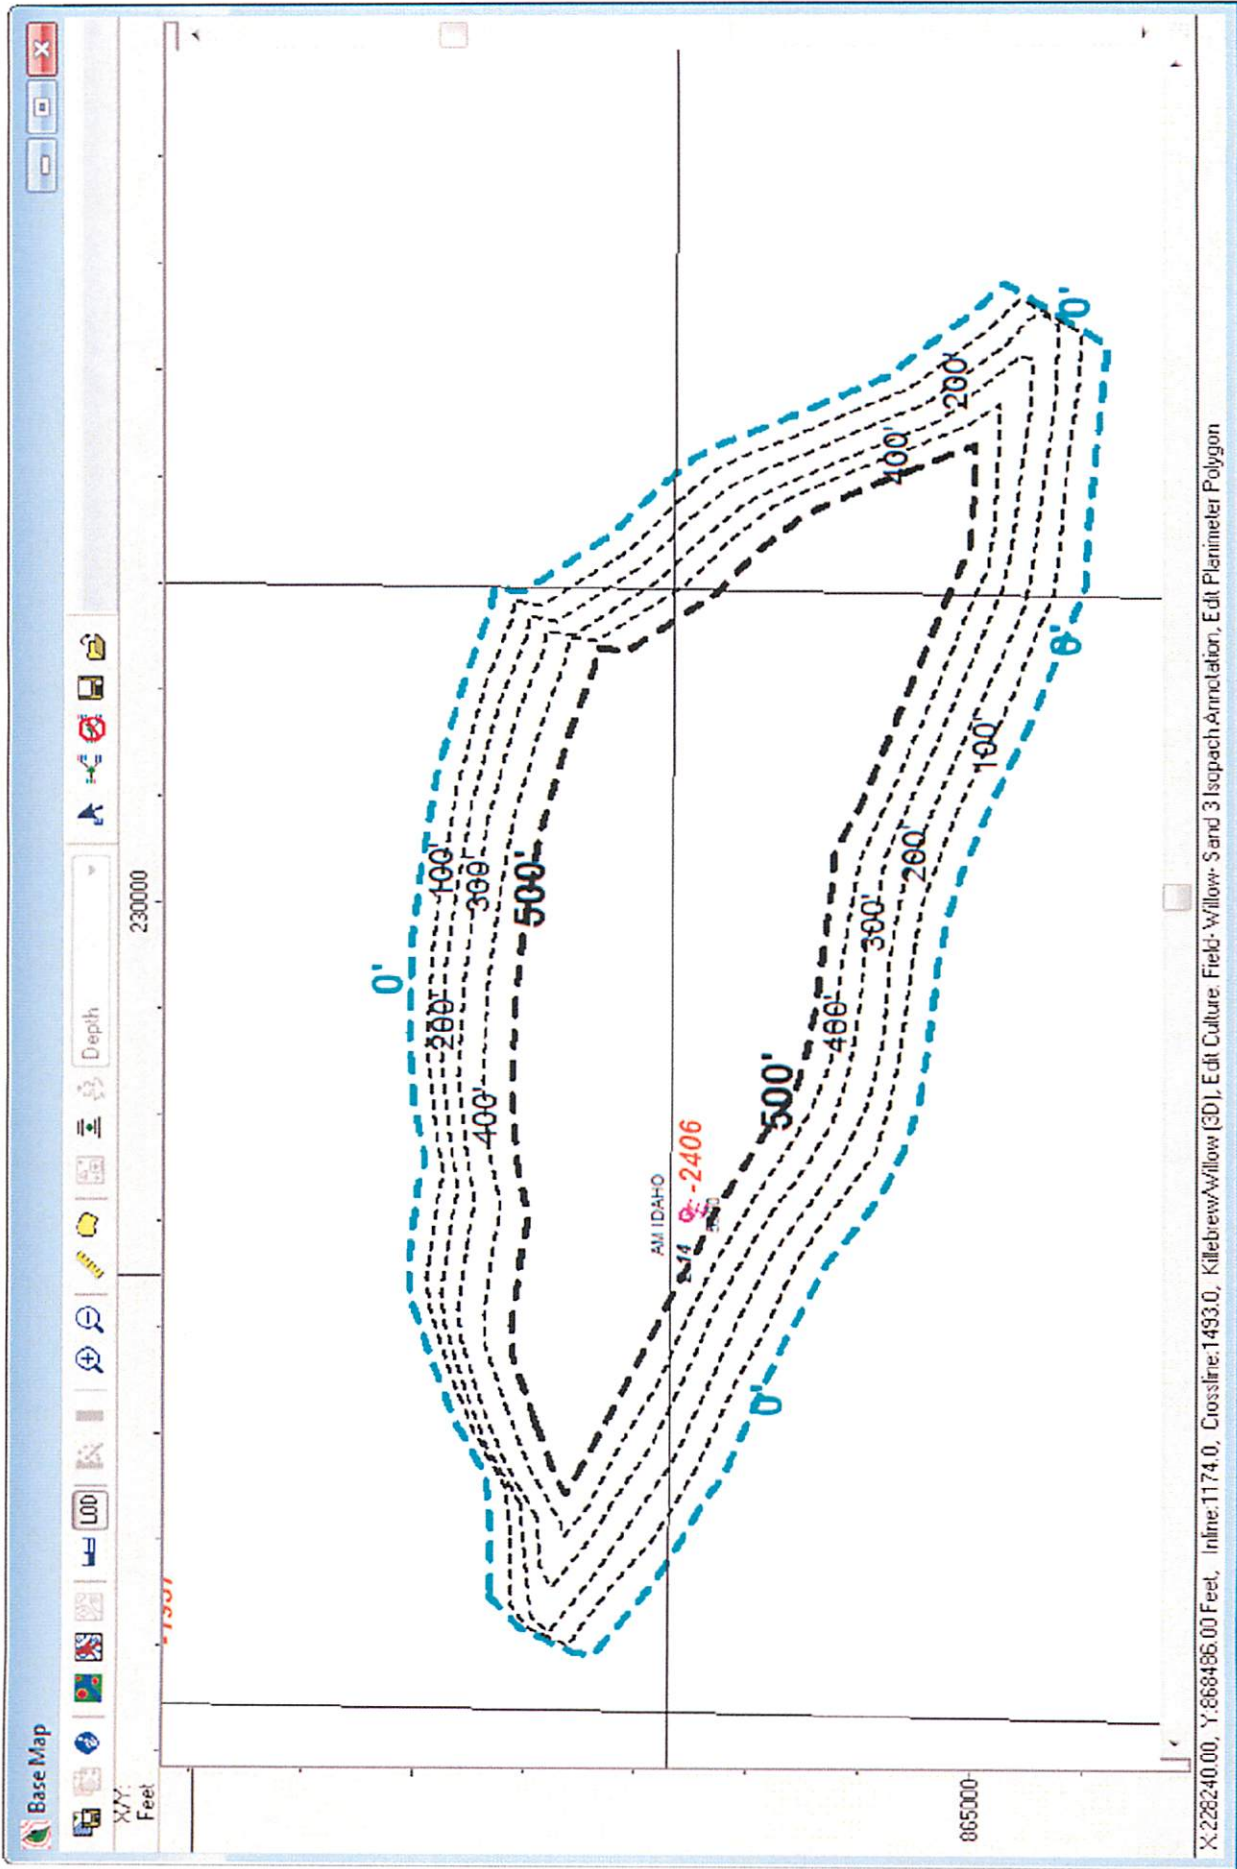 Base Map
LOD
Depth
X/Y:
Feet
230000
865000
0'
100'
200'
300'
400'
500'
200'
400'
0'
AM IDAHO
-2406
500'
400'
300'
200'
100'
0'
0'
X:228240.00, Y:868486.00 Feet, Inline:1174.0, Crossline:1493.0, Killebrew/Willow (3D), Edit Culture. Field- Willow- Sand 3 Isopach Annotation, Edit Planimeter Polygon